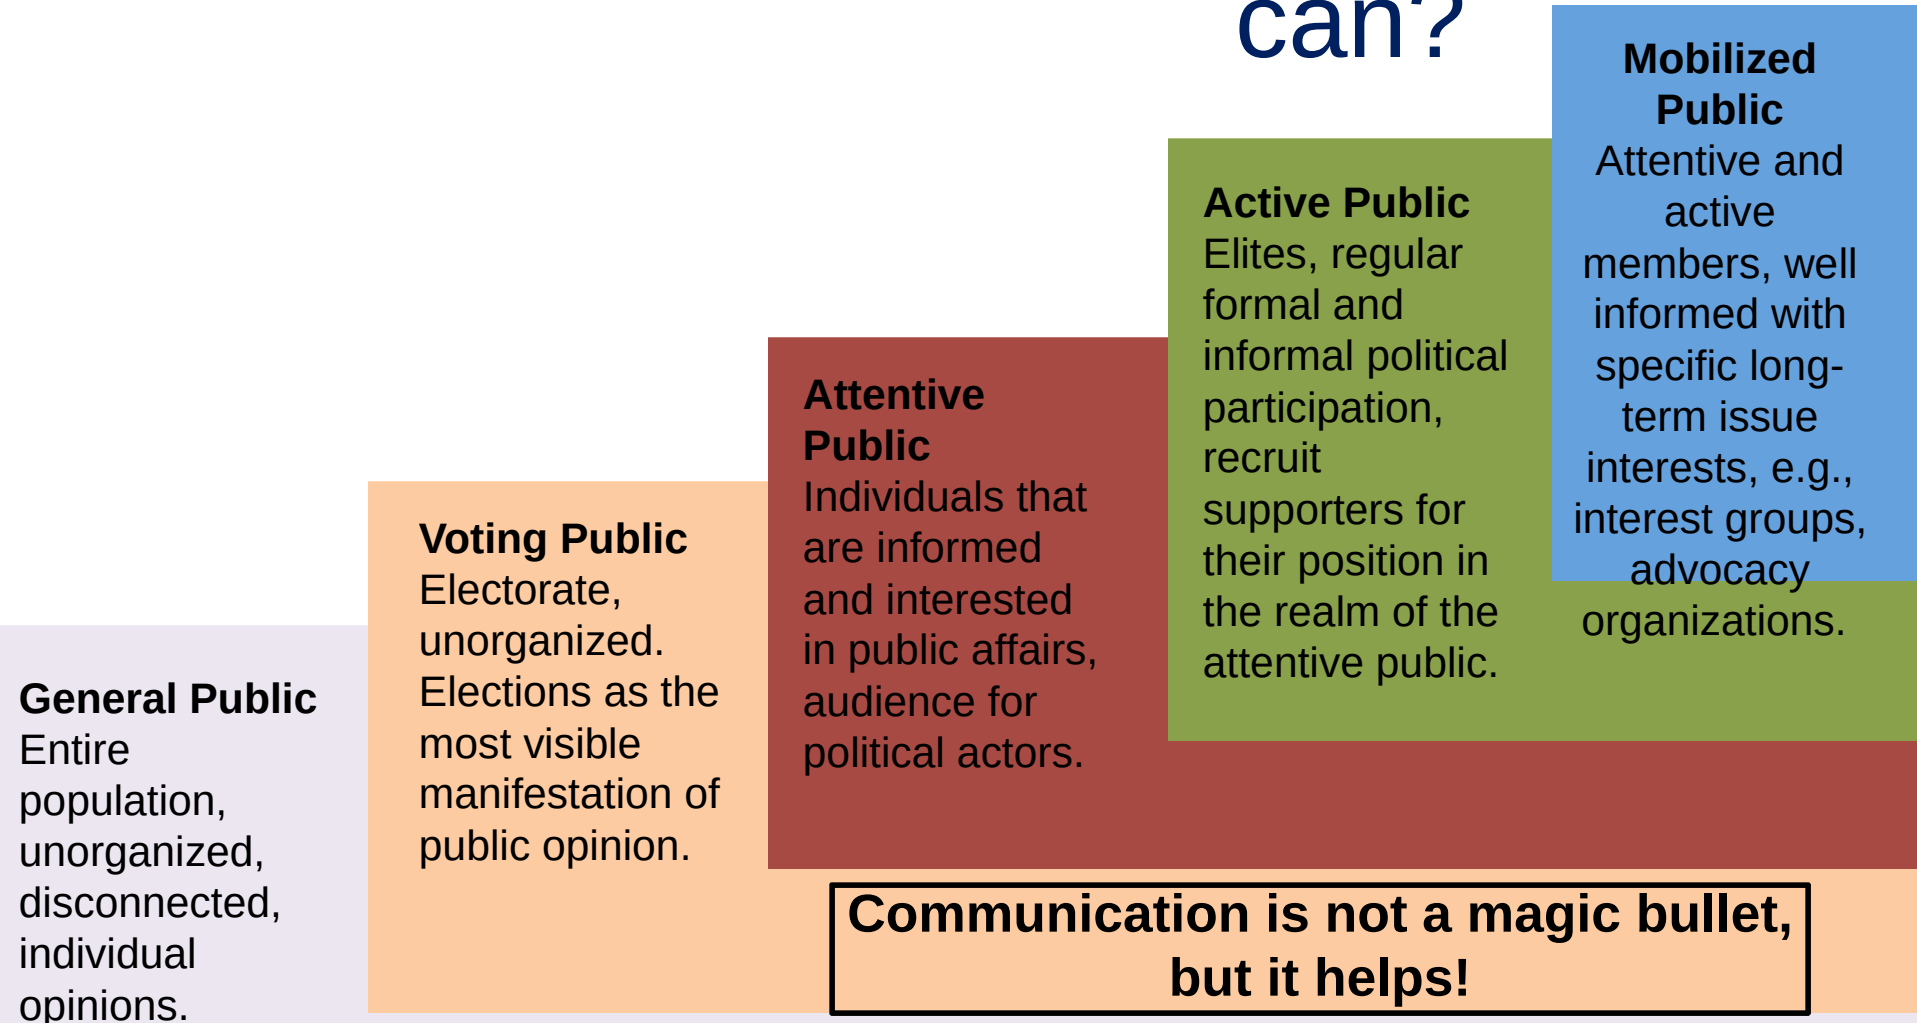 can?
Mobilized
Public
Attentive and
active
members, well
informed with
specific long-
term issue
interests, e.g.,
interest groups,
advocacy
organizations.
Active Public
Elites, regular
formal and
informal political
participation,
recruit
supporters for
their position in
the realm of the
attentive public.
Attentive
Public
Individuals that
are informed
and interested
in public affairs,
audience for
political actors.
Voting Public
Electorate,
unorganized.
Elections as the
most visible
manifestation of
public opinion.
General Public
Entire
population,
unorganized,
disconnected,
individual
opinions.
Communication is not a magic bullet,
but it helps!